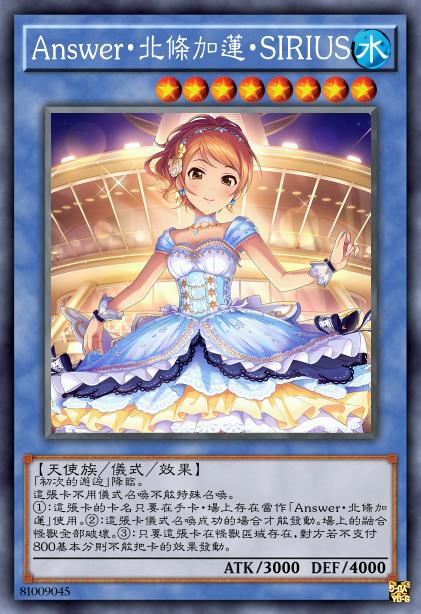 Answer・北條加蓮・SIRIUS
水
【天使族/儀式/效果】
「初次的邂逅」降臨。
這張卡不用儀式召喚不能特殊召喚。
①:這張卡的卡名只要在手卡・場上存在當作「Answer・北條加
蓮」使用。②:這張卡儀式召喚成功的場合才能發動。場上的融合
怪獸全部破壞。③:只要這張卡在怪獸區域存在,對方若不支付
800基本分則不能把卡的效果發動。
ATK/3000 DEF/4000
81009045